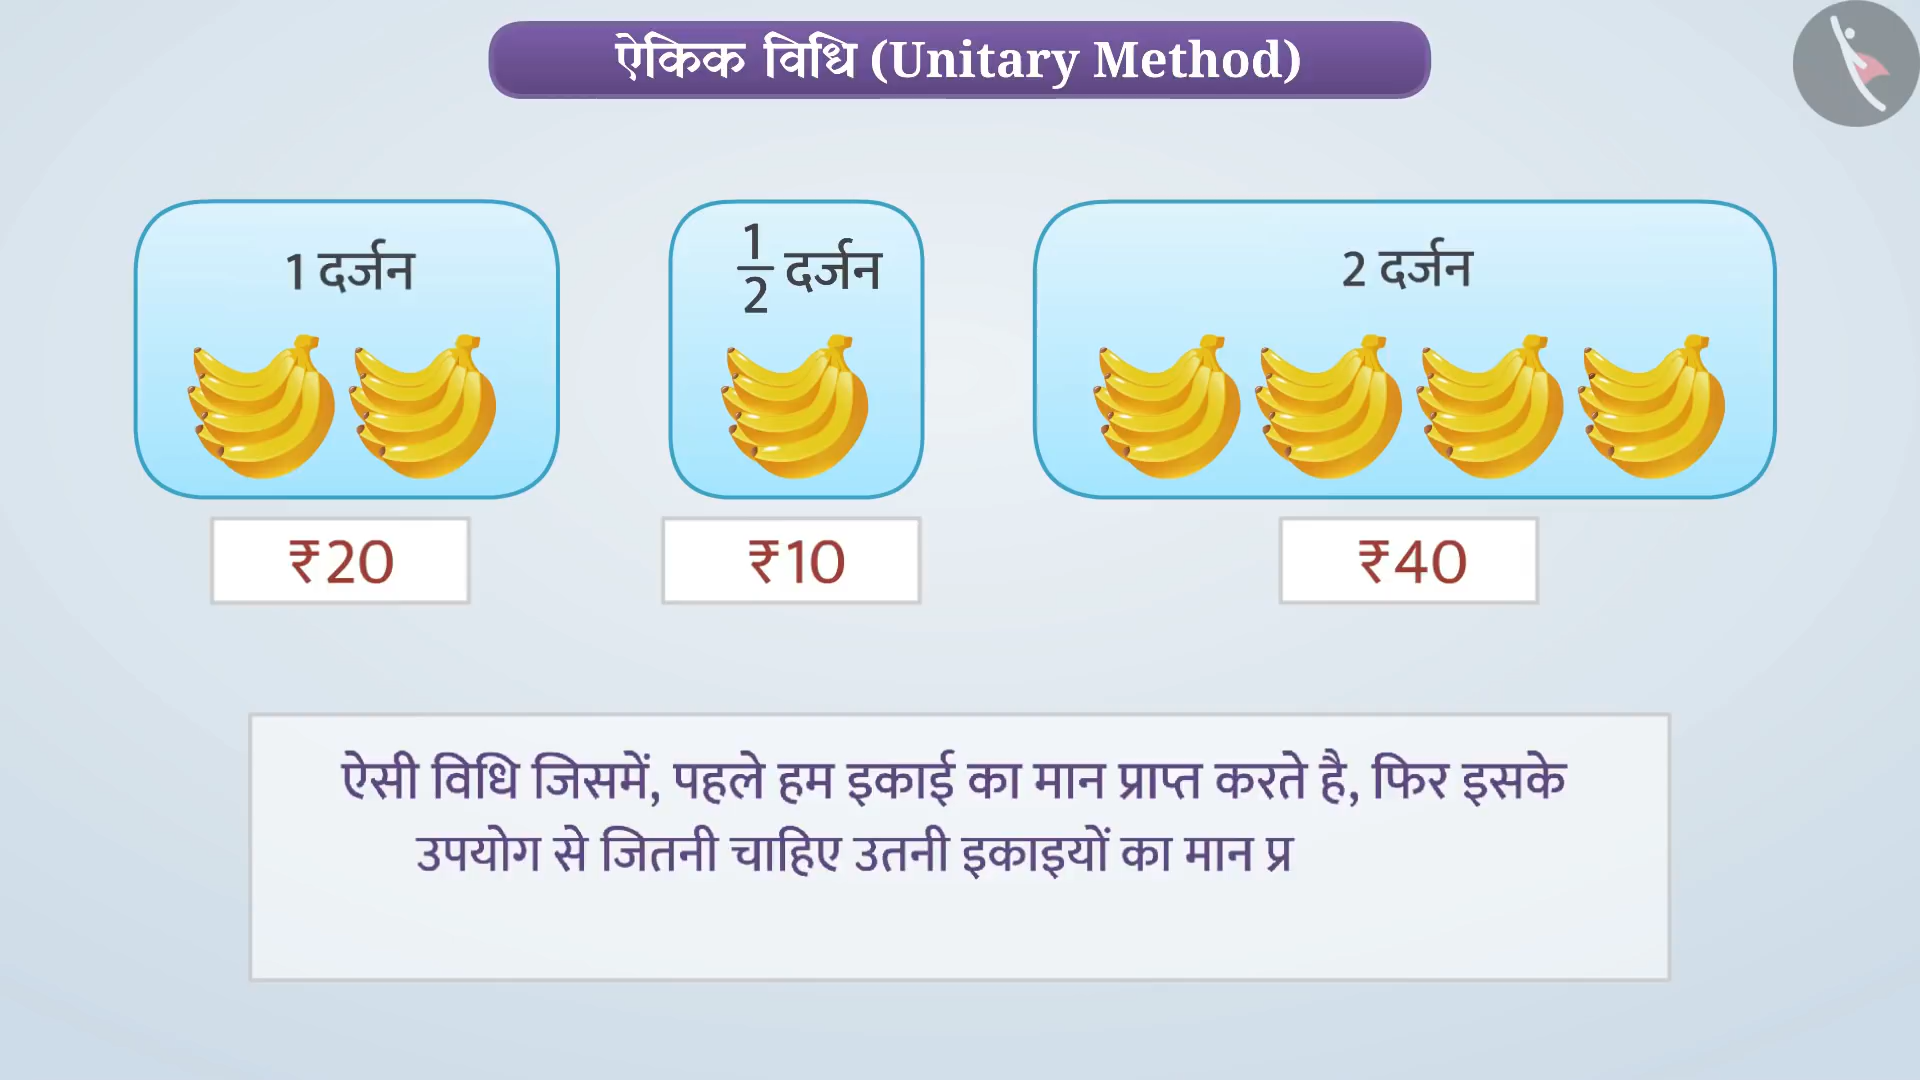 ऐकिक विधि (Unitary Method)
1 दर्जन
1/2 दर्जन
2 दर्जन
₹20
₹10
₹40
ऐसी विधि जिसमें, पहले हम इकाई का मान प्राप्त करते है, फिर इसके
उपयोग से जितनी चाहिए उतनी इकाइयों का मान प्र